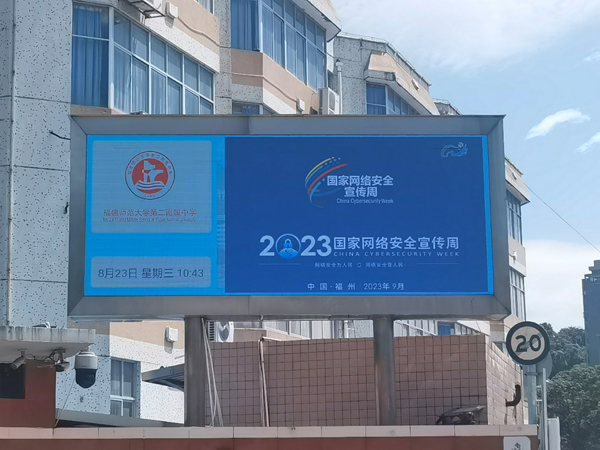 福建师范大学第二附属中学
8月23日 星期三 10:43
国家网络安全
宣传周
China Cybersecurity Week
2023国家网络安全宣传周
CHINA CYBERSECURITY WEEK
网络安全为人民 网络安全靠人民
中国·福州 2023年9月
20